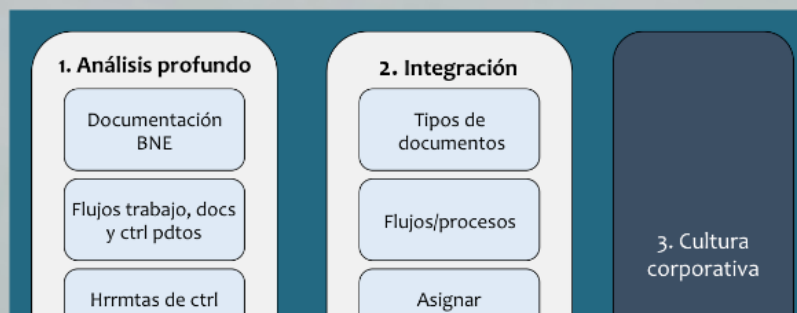 1. Análisis profundo
Documentación
BNE
Flujos trabajo, docs
y ctrl pdtos
Hrrmtas de ctrl
2. Integración
Tipos de
documentos
Flujos/procesos
Asignar
3. Cultura
corporativa